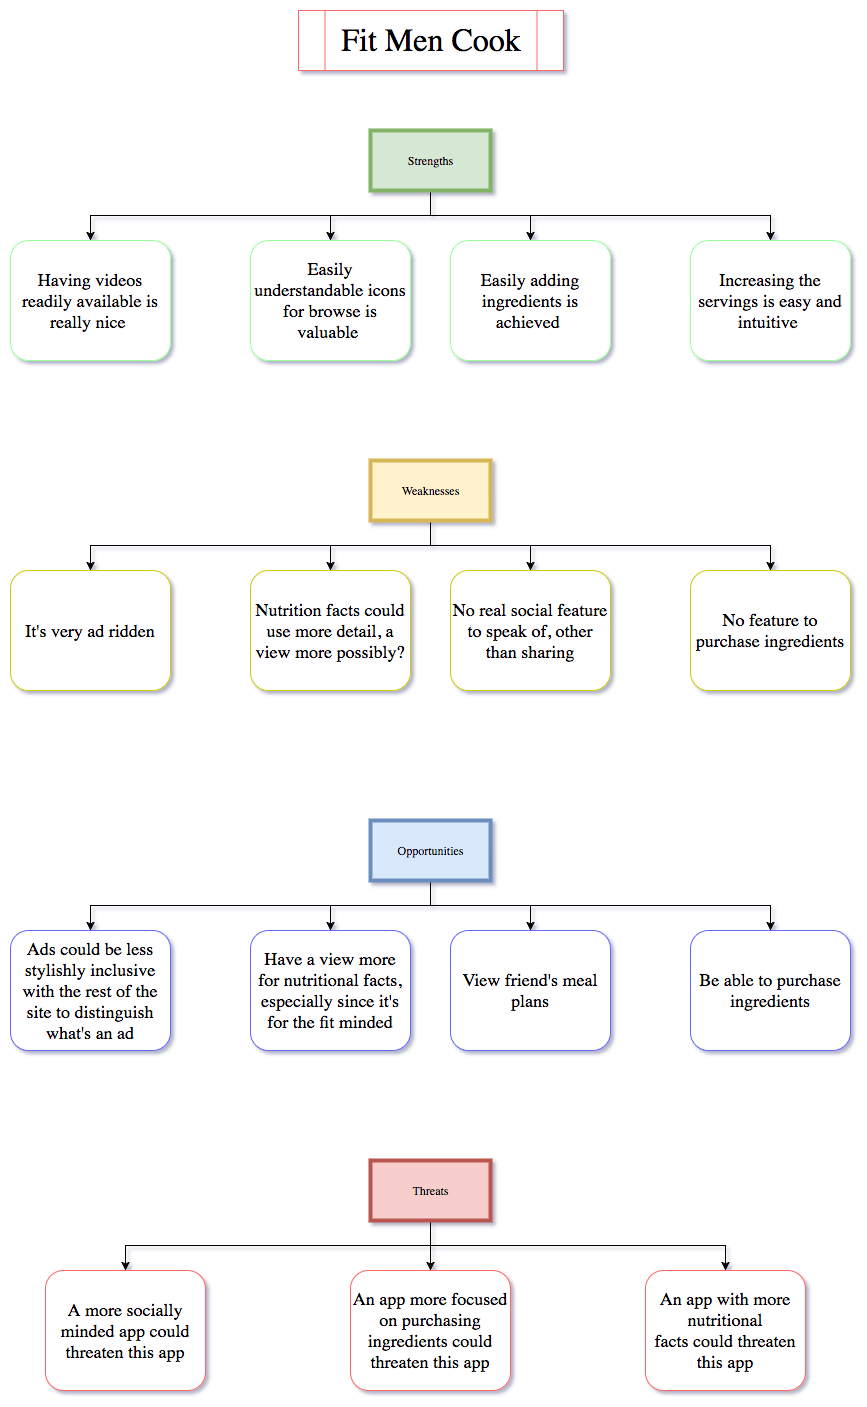 Fit Men Cook
Strengths
Having videos
readily available is
really nice
Easily
understandable icons
for browse is
valuable
Easily adding
ingredients is
achieved
Increasing the
servings is easy and
intuitive
Weaknesses
It's very ad ridden
Nutrition facts could
use more detail, a
view more possibly?
No real social feature
to speak of, other
than sharing
No feature to
purchase ingredients
Opportunities
Ads could be less
stylishly inclusive
with the rest of the
site to distinguish
what's an ad
Have a view more
for nutritional facts,
especially since it's
for the fit minded
View friend's meal
plans
Be able to purchase
ingredients
Threats
A more socially
minded app could
threaten this app
An app more focused
on purchasing
ingredients could
threaten this app
An app with more
nutritional
facts could threaten
this app